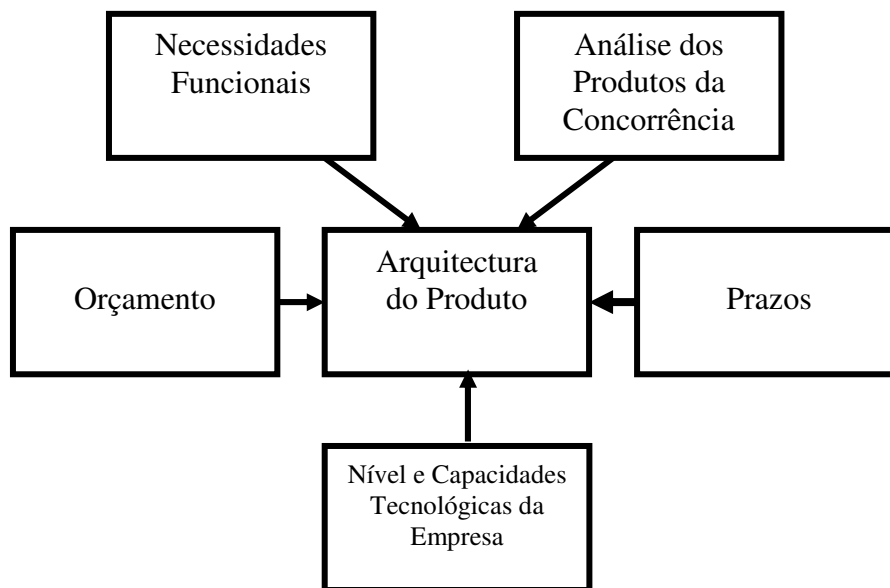 Necessidades
Funcionais
Análise dos
Produtos da
Concorrência
Orçamento
Arquitectura
do Produto
Prazos
Nível e Capacidades
Tecnológicas da
Empresa